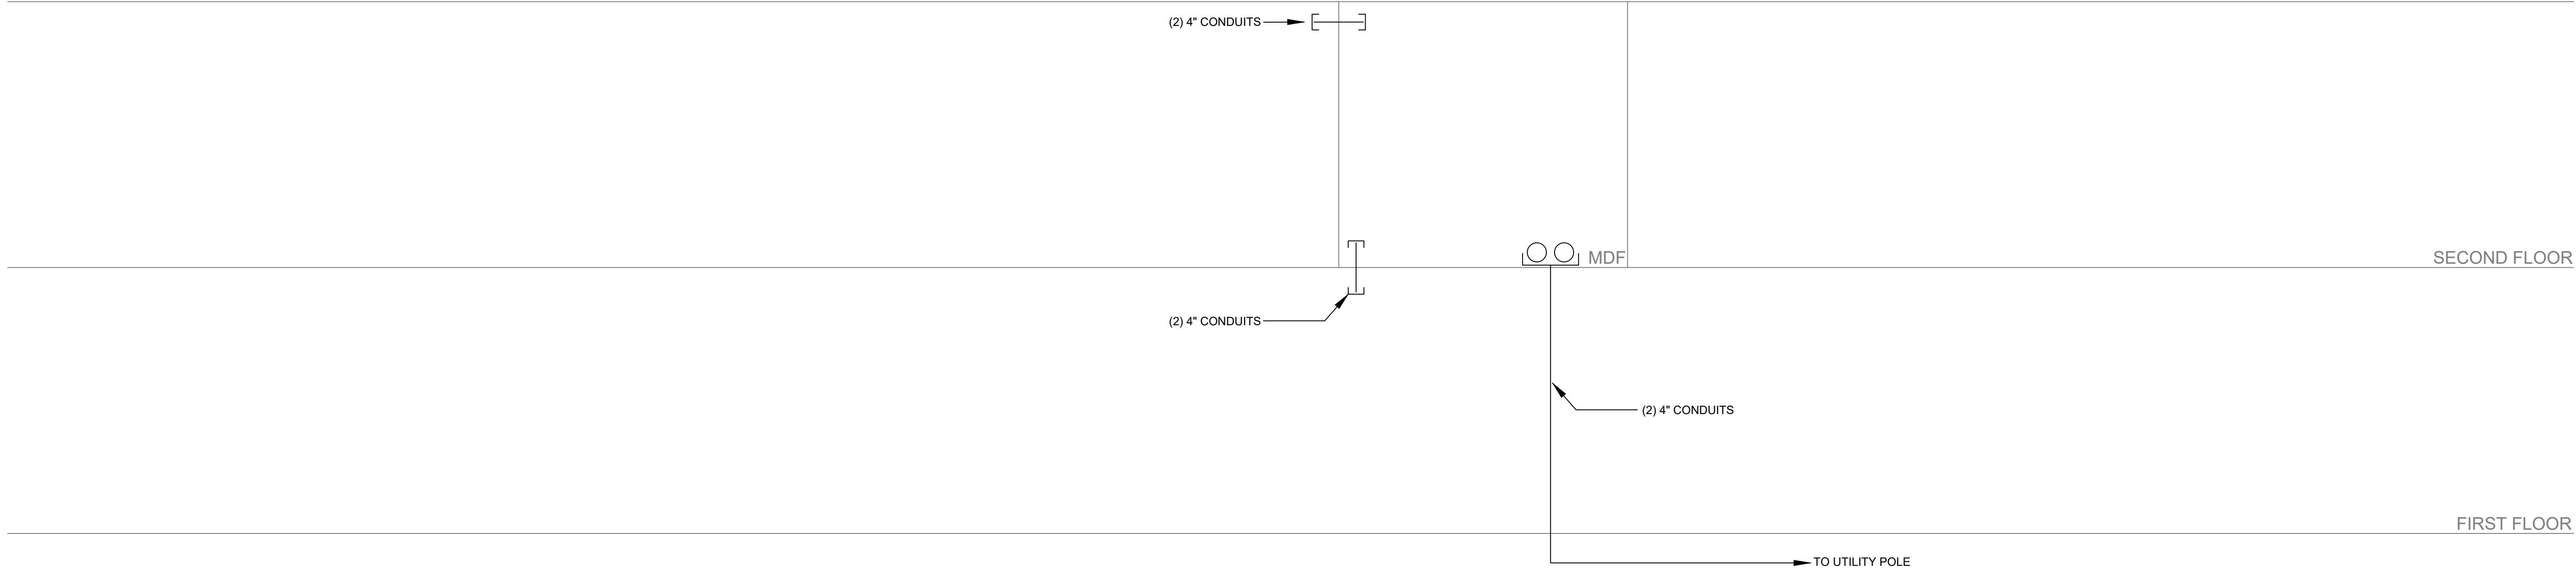 (2) 4" CONDUITS
MDF
SECOND FLOOR
(2) 4" CONDUITS
(2) 4" CONDUITS
FIRST FLOOR
TO UTILITY POLE